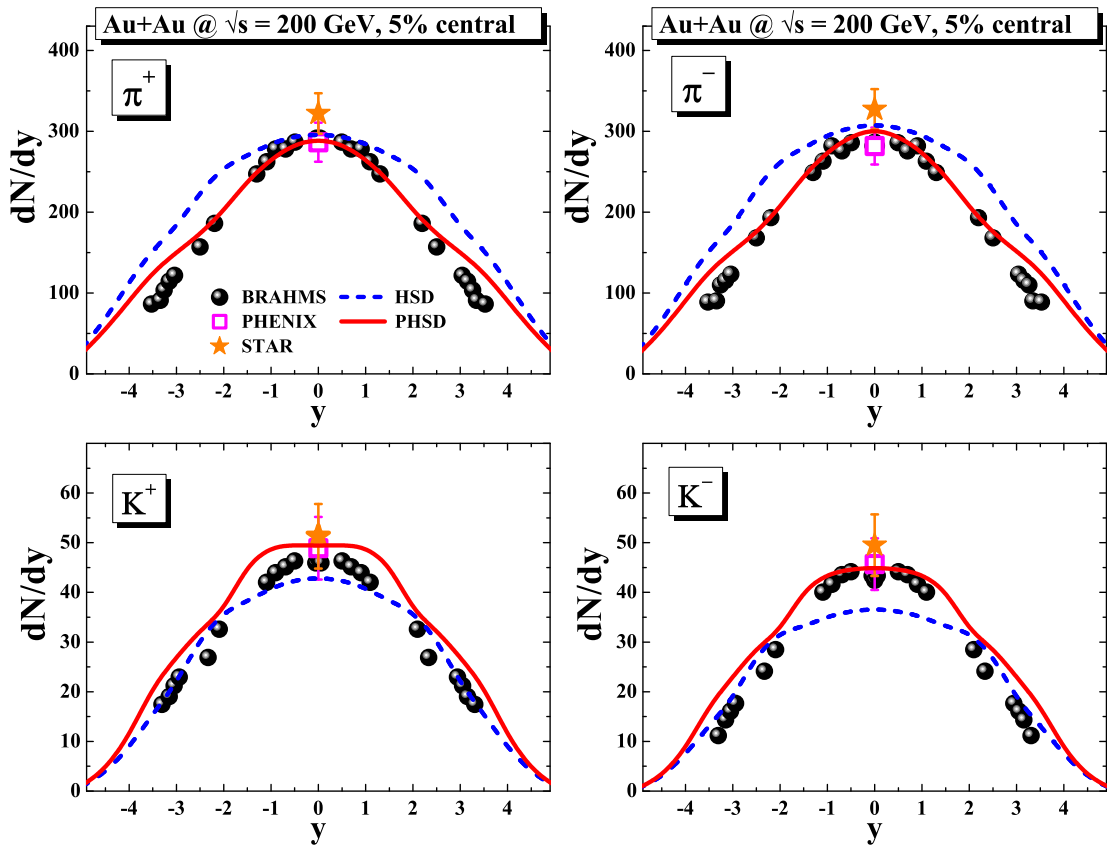 Au+Au @ √s = 200 GeV, 5% central
Au+Au @ √s = 200 GeV, 5% central
π⁺
dN/dy
400
300
200
100
0
-4 -3 -2 -1 0 1 2 3 4
y
BRAHMS
PHENIX
STAR
HSD
PHSD
π⁻
dN/dy
400
300
200
100
0
-4 -3 -2 -1 0 1 2 3 4
y
K⁺
dN/dy
60
50
40
30
20
10
0
-4 -3 -2 -1 0 1 2 3 4
y
K⁻
dN/dy
60
50
40
30
20
10
0
-4 -3 -2 -1 0 1 2 3 4
y